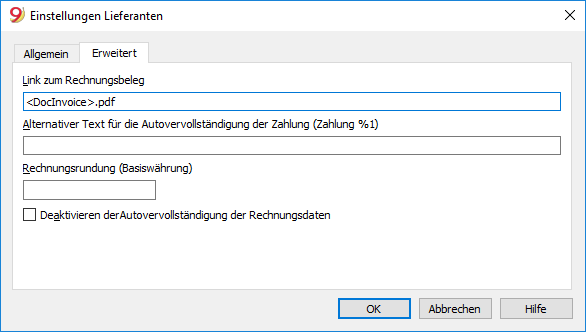 Einstellungen Lieferanten
Allgemein Erweitert
Link zum Rechnungsbeleg
<DocInvoice>.pdf
Alternativer Text für die Autovervollständigung der Zahlung (Zahlung %1)
Rechnungsrundung (Basiswährung)
Deaktivieren derAutovervollständigung der Rechnungsdaten
OK Abbrechen Hilfe